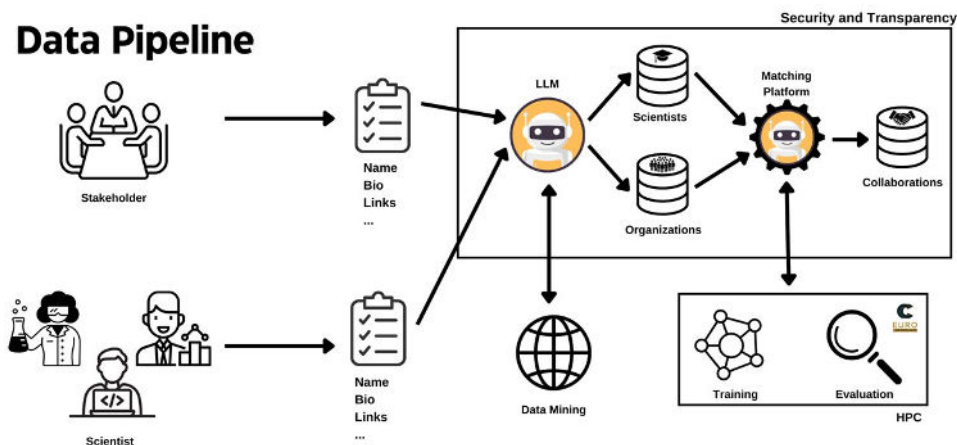 Data Pipeline
Security and Transparency
Stakeholder
Name
Bio
Links
...
LLM
Scientists
Organizations
Matching
Platform
Collaborations
Scientist
</>
Name
Bio
Links
...
Data Mining
Training
Evaluation
EURO
HPC